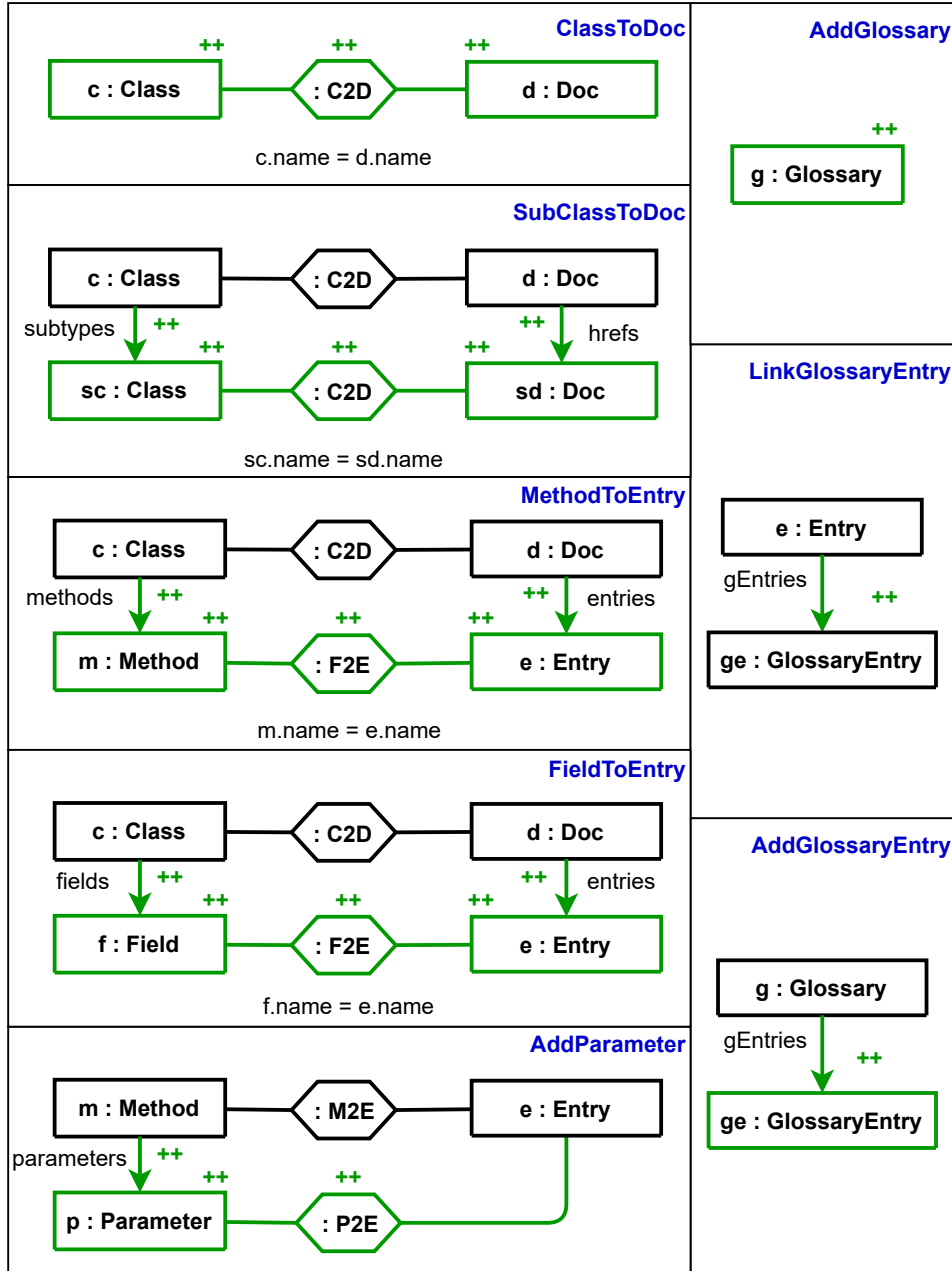 ClassToDoc
++ ++ ++
c : Class : C2D d : Doc
c.name = d.name
SubClassToDoc
c : Class : C2D d : Doc
subtypes ++ ++ hrefs
++ ++ ++
sc : Class : C2D sd : Doc
sc.name = sd.name
MethodToEntry
c : Class : C2D d : Doc
methods ++ ++ entries
++ ++ ++
m : Method : F2E e : Entry
m.name = e.name
FieldToEntry
c : Class : C2D d : Doc
fields ++ ++ entries
++ ++ ++
f : Field : F2E e : Entry
f.name = e.name
AddParameter
m : Method : M2E e : Entry
parameters ++
++ ++
p : Parameter : P2E
AddGlossary
++
g : Glossary
LinkGlossaryEntry
e : Entry
gEntries
++
ge : GlossaryEntry
AddGlossaryEntry
g : Glossary
gEntries
++
ge : GlossaryEntry